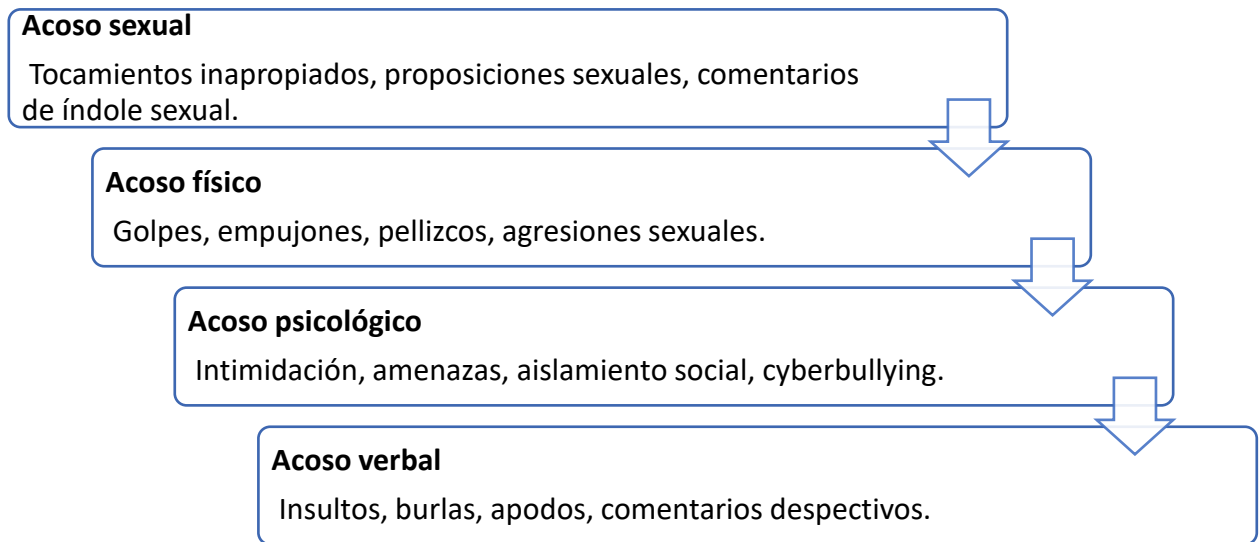 Acoso sexual
Tocamientos inapropiados, proposiciones sexuales, comentarios
de índole sexual.
Acoso físico
Golpes, empujones, pellizcos, agresiones sexuales.
Acoso psicológico
Intimidación, amenazas, aislamiento social, cyberbullying.
Acoso verbal
Insultos, burlas, apodos, comentarios despectivos.